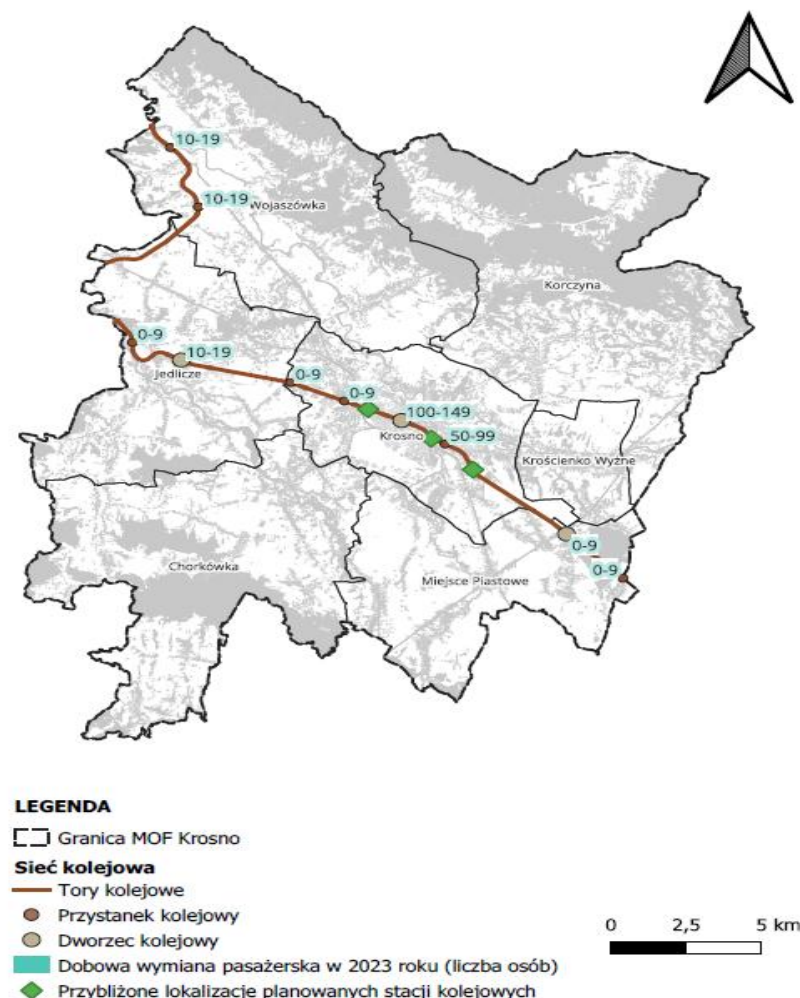 10-19
10-19
Wojaszówka
Korczyna
0-9
10-19
Jedlicze
0-9
0-9
100-149
Krosno
50-99
Krościenko Wyżne
0-9
Chorkówka
Miejsce Piastowe
0-9
LEGENDA
Granica MOF Krosno
Sieć kolejowa
Tory kolejowe
Przystanek kolejowy
Dworzec kolejowy
Dobowa wymiana pasażerska w 2023 roku (liczba osób)
Przybliżone lokalizacje planowanych stacji kolejowych
0 2,5 5 km